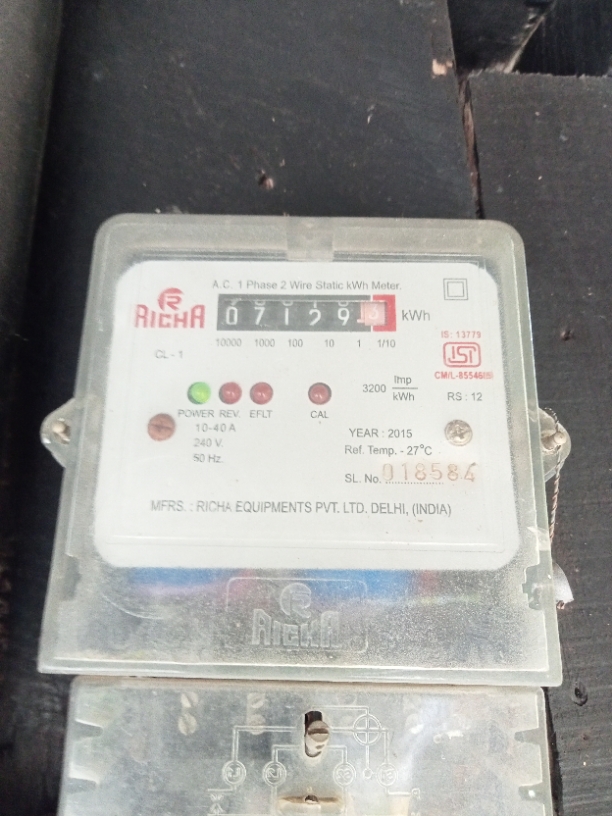 A.C. 1 Phase 2 Wire Static kWh Meter.
R
RICHA
07129 3 kWh
10000 1000 100 10 1 1/10
IS : 13779
ISI
CM/L-8554685
CL - 1
3200 Imp/kWh
RS : 12
POWER REV. EFLT CAL
10-40 A
240 V.
50 Hz.
YEAR : 2015
Ref. Temp. - 27°C
SL. No. 018584
MFRS. : RICHA EQUIPMENTS PVT. LTD. DELHI, (INDIA)
R
RICHA